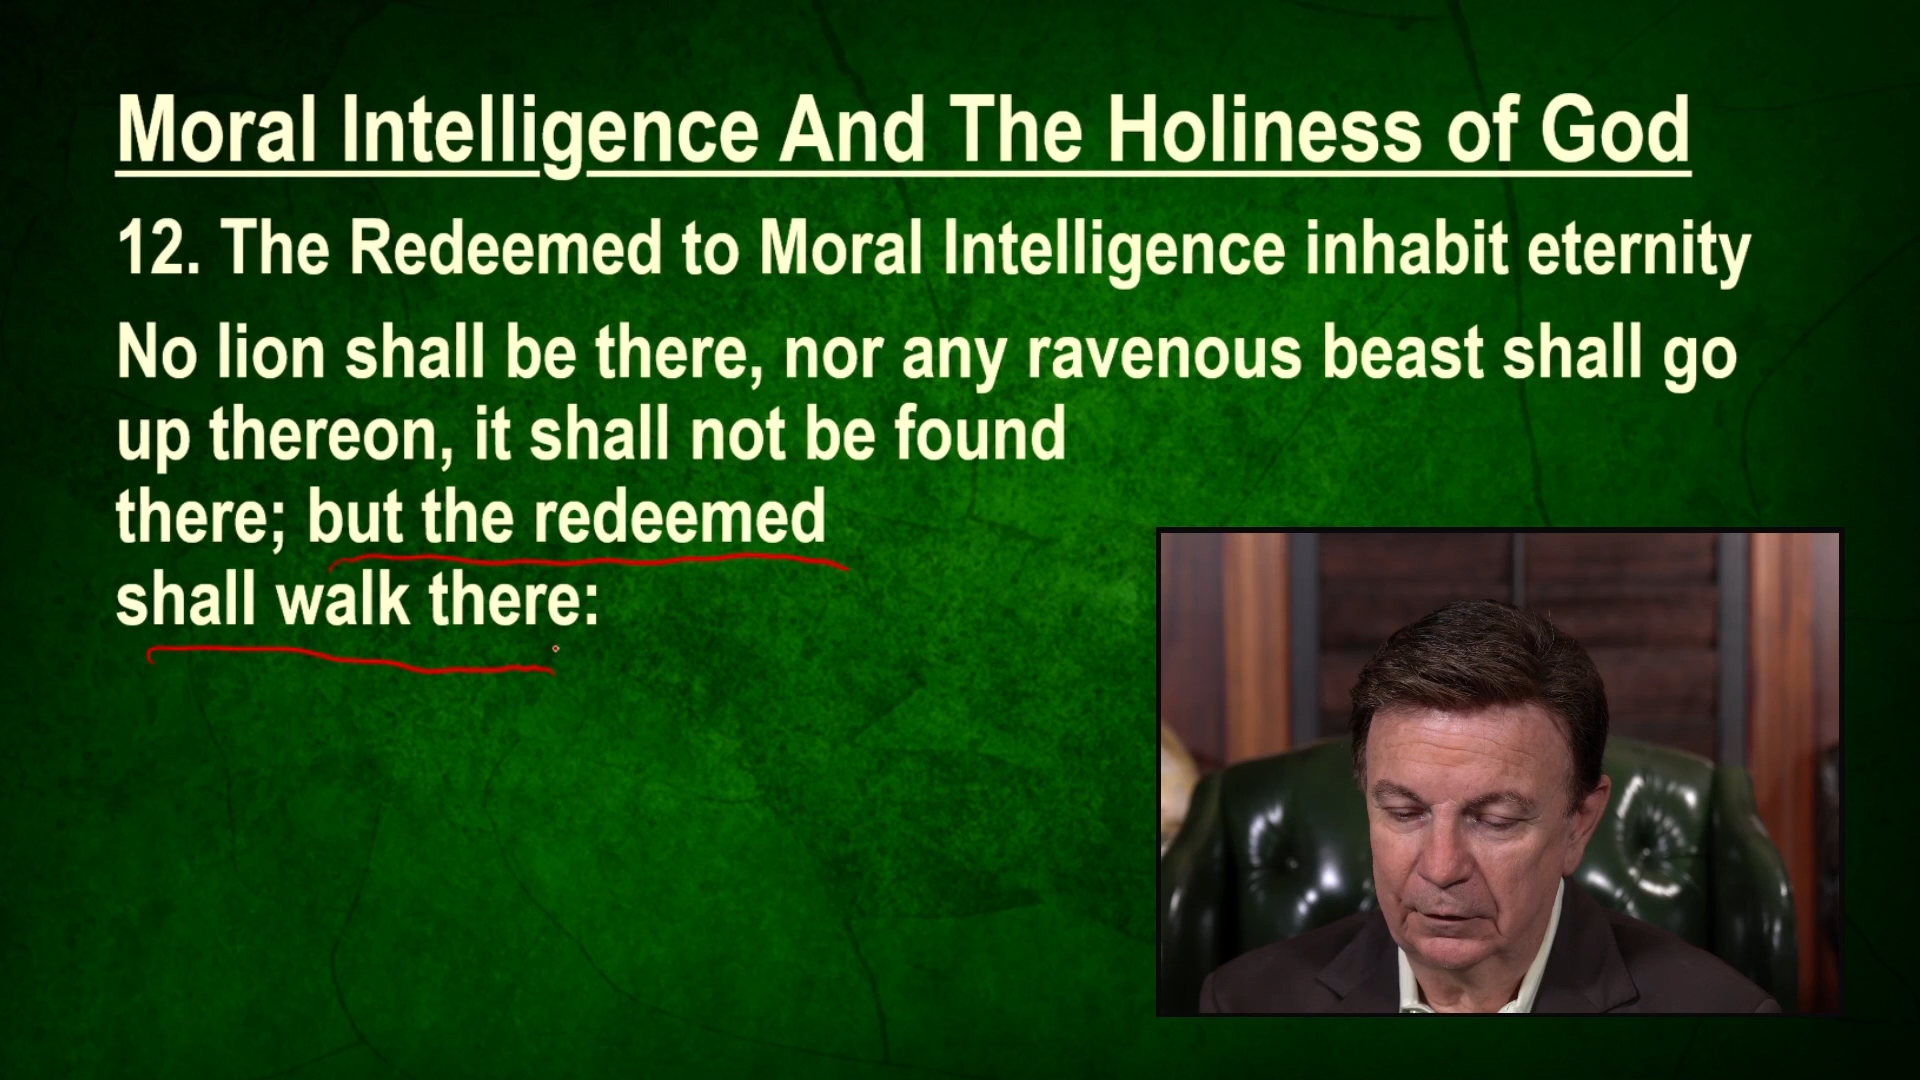 Moral Intelligence And The Holiness of God
12. The Redeemed to Moral Intelligence inhabit eternity
No lion shall be there, nor any ravenous beast shall go
up thereon, it shall not be found
there; but the redeemed
shall walk there: